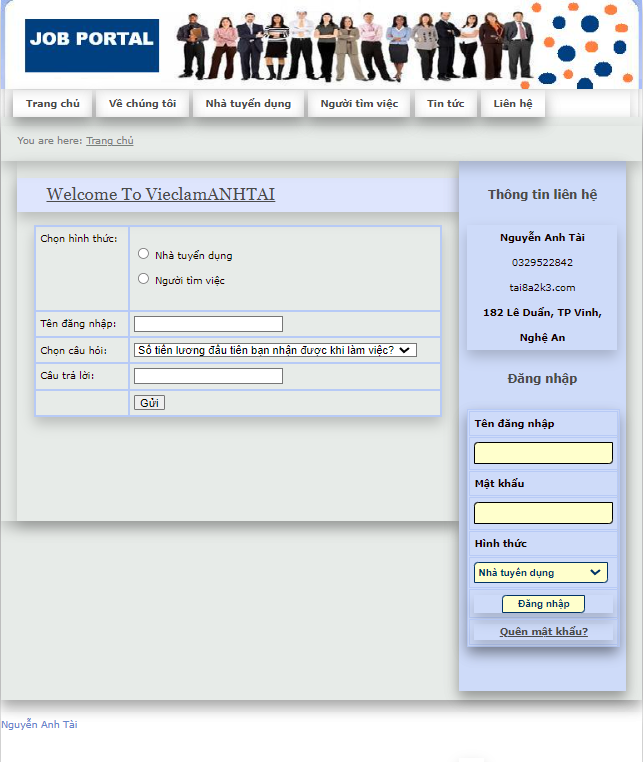 JOB PORTAL
Trang chủ
Về chúng tôi
Nhà tuyển dụng
Người tìm việc
Tin tức
Liên hệ
You are here: Trang chủ
Welcome To VieclamANHTAI
Chọn hình thức:
Nhà tuyển dụng
Người tìm việc
Tên đăng nhập:
Chọn câu hỏi:
Số tiền lương đầu tiên bạn nhận được khi làm việc?
Câu trả lời:
Gửi
Thông tin liên hệ
Nguyễn Anh Tài
0329522842
tai8a2k3.com
182 Lê Duẩn, TP Vinh,
Nghệ An
Đăng nhập
Tên đăng nhập
Mật khẩu
Hình thức
Nhà tuyển dụng
Đăng nhập
Quên mật khẩu?
Nguyễn Anh Tài